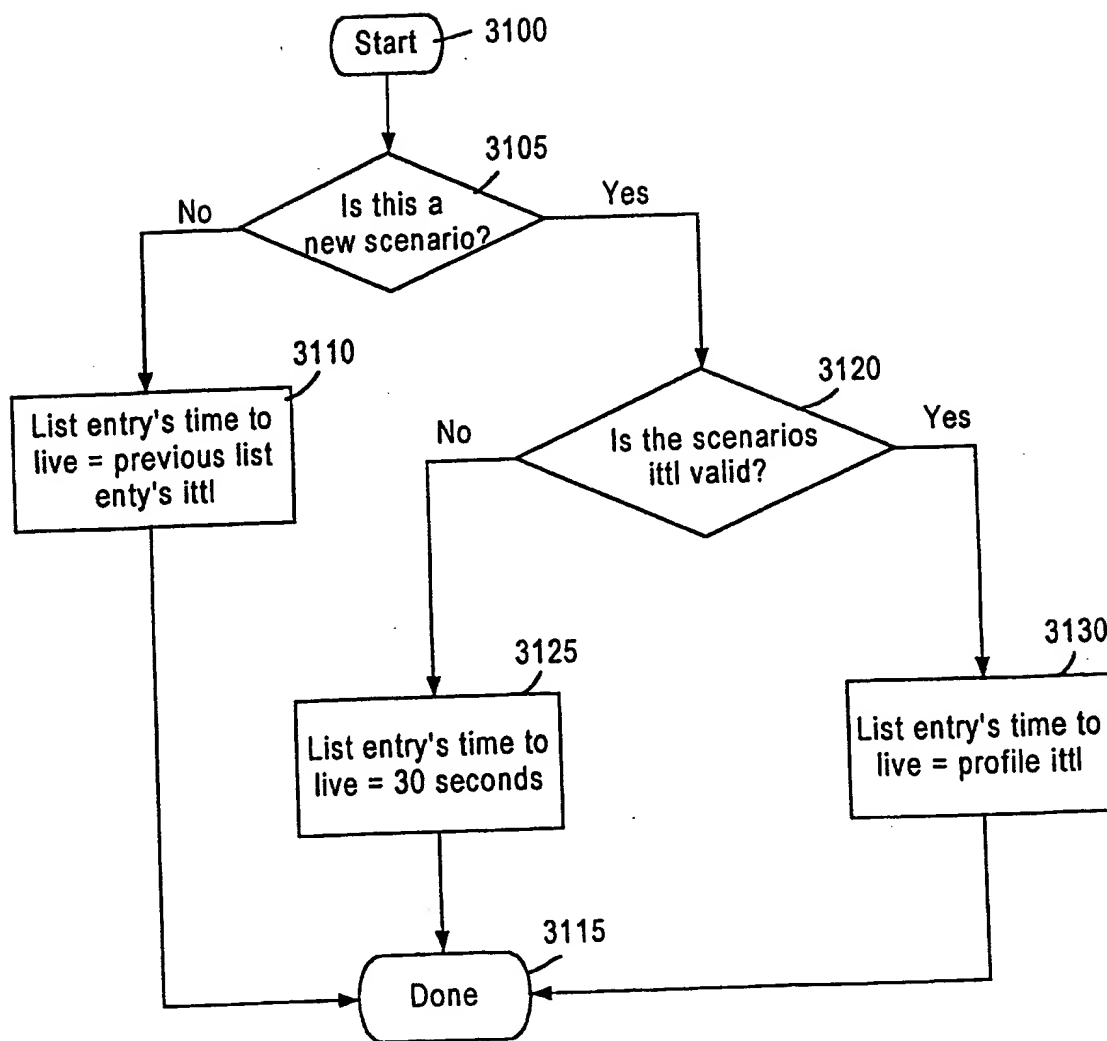 Start
3100
3105
Is this a
new scenario?
No
Yes
3110
List entry's time to
live = previous list
enty's ittl
3120
Is the scenarios
ittl valid?
No
Yes
3125
List entry's time to
live = 30 seconds
3130
List entry's time to
live = profile ittl
3115
Done